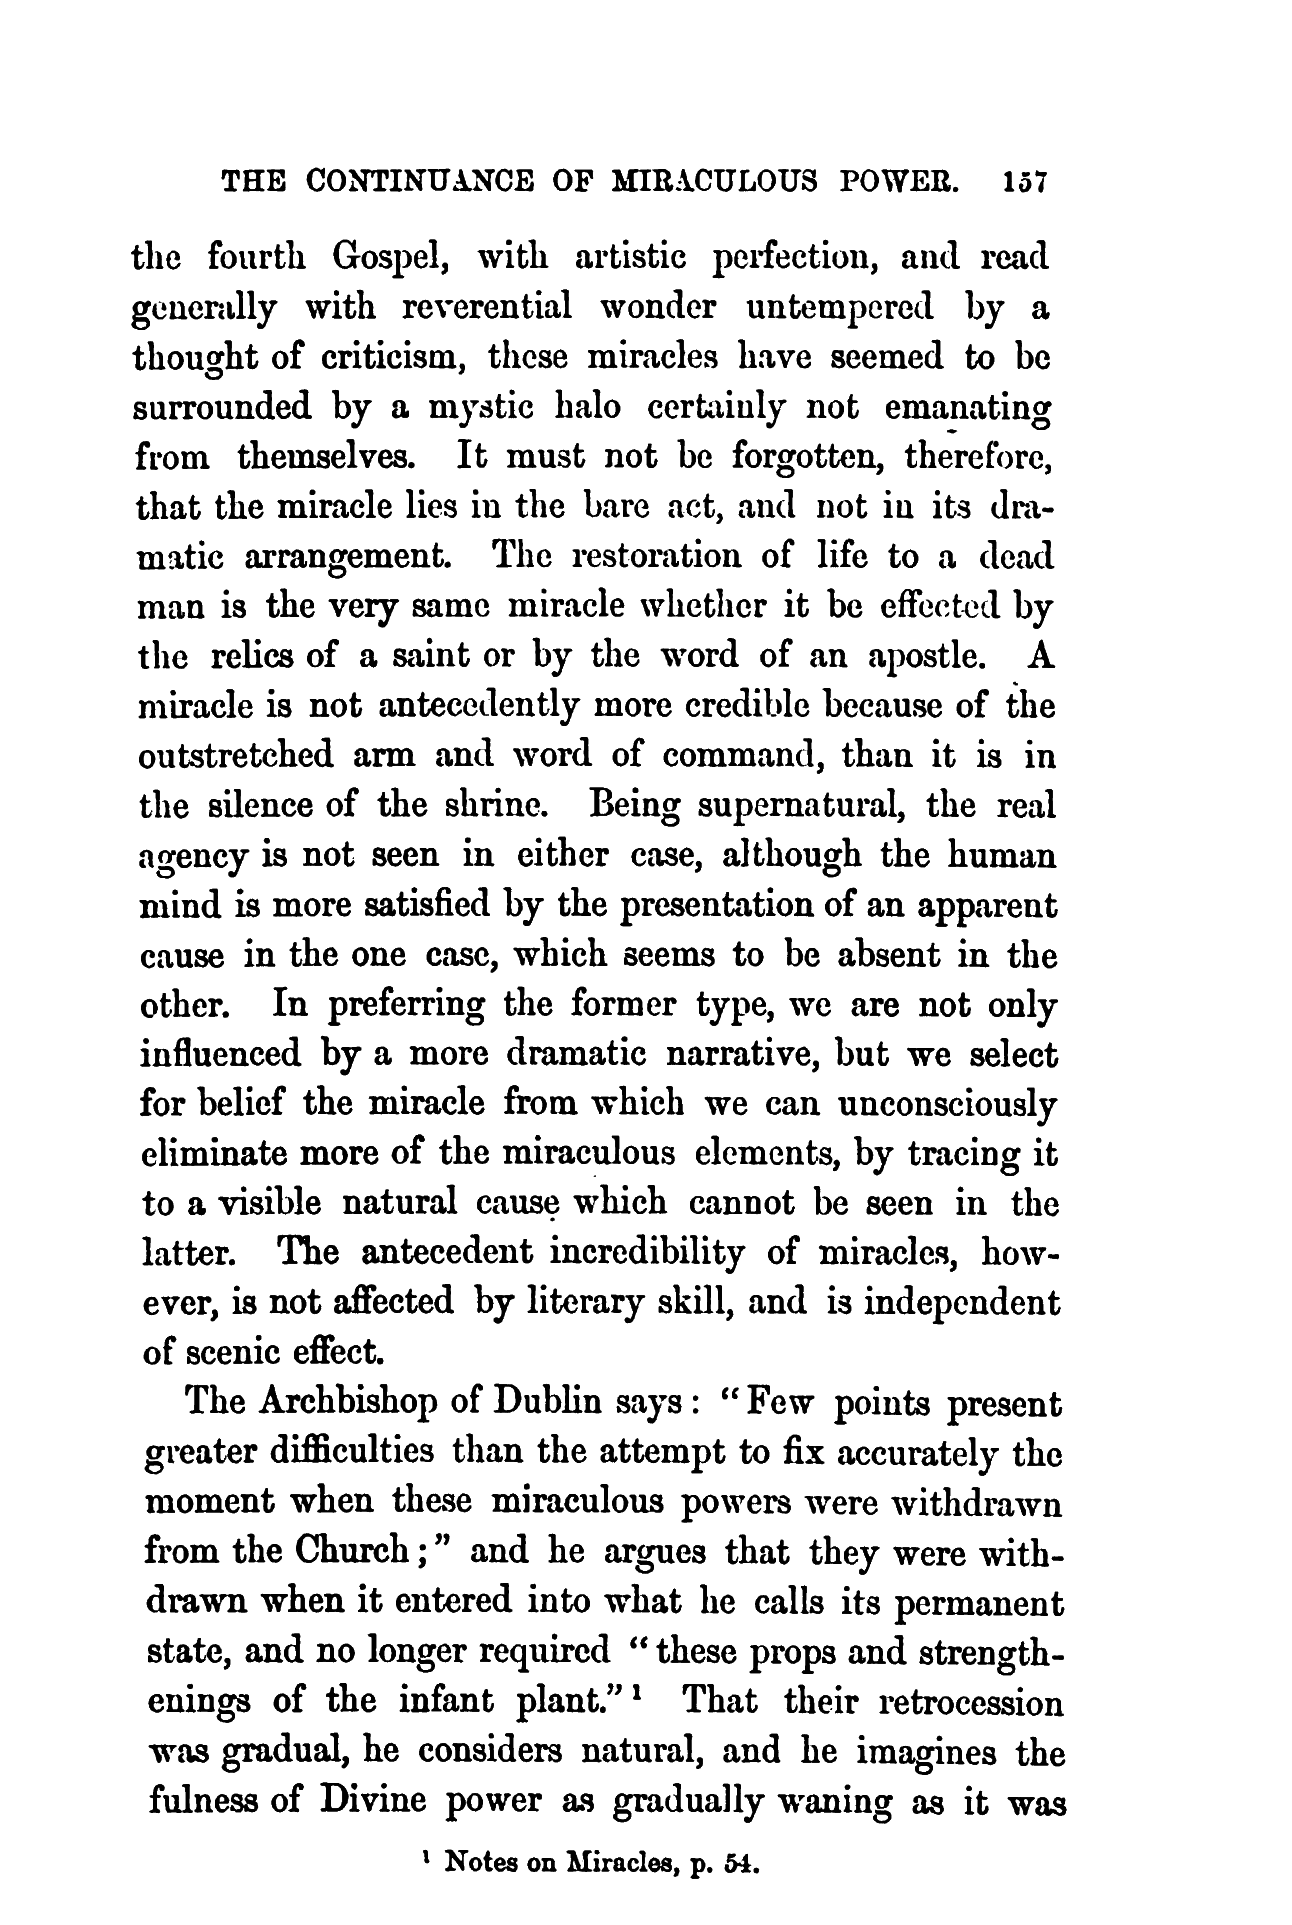 THE CONTINUANCE OF MIRACULOUS POWER. 157
the fourth Gospel, with artistic perfection, and read
generally with reverential wonder untempered by a
thought of criticism, these miracles have seemed to be
surrounded by a mystic halo certainly not emanating
from themselves. It must not be forgotten, therefore,
that the miracle lies in the bare act, and not in its dra-
matic arrangement. The restoration of life to a dead
man is the very same miracle whether it be effected by
the relics of a saint or by the word of an apostle. A
miracle is not antecedently more credible because of the
outstretched arm and word of command, than it is in
the silence of the shrine. Being supernatural, the real
agency is not seen in either case, although the human
mind is more satisfied by the presentation of an apparent
cause in the one case, which seems to be absent in the
other. In preferring the former type, we are not only
influenced by a more dramatic narrative, but we select
for belief the miracle from which we can unconsciously
eliminate more of the miraculous elements, by tracing it
to a visible natural cause which cannot be seen in the
latter. The antecedent incredibility of miracles, how-
ever, is not affected by literary skill, and is independent
of scenic effect.
The Archbishop of Dublin says: “Few points present
greater difficulties than the attempt to fix accurately the
moment when these miraculous powers were withdrawn
from the Church;” and he argues that they were with-
drawn when it entered into what he calls its permanent
state, and no longer required “these props and strength-
enings of the infant plant.”¹ That their retrocession
was gradual, he considers natural, and he imagines the
fulness of Divine power as gradually waning as it was
¹ Notes on Miracles, p. 54.